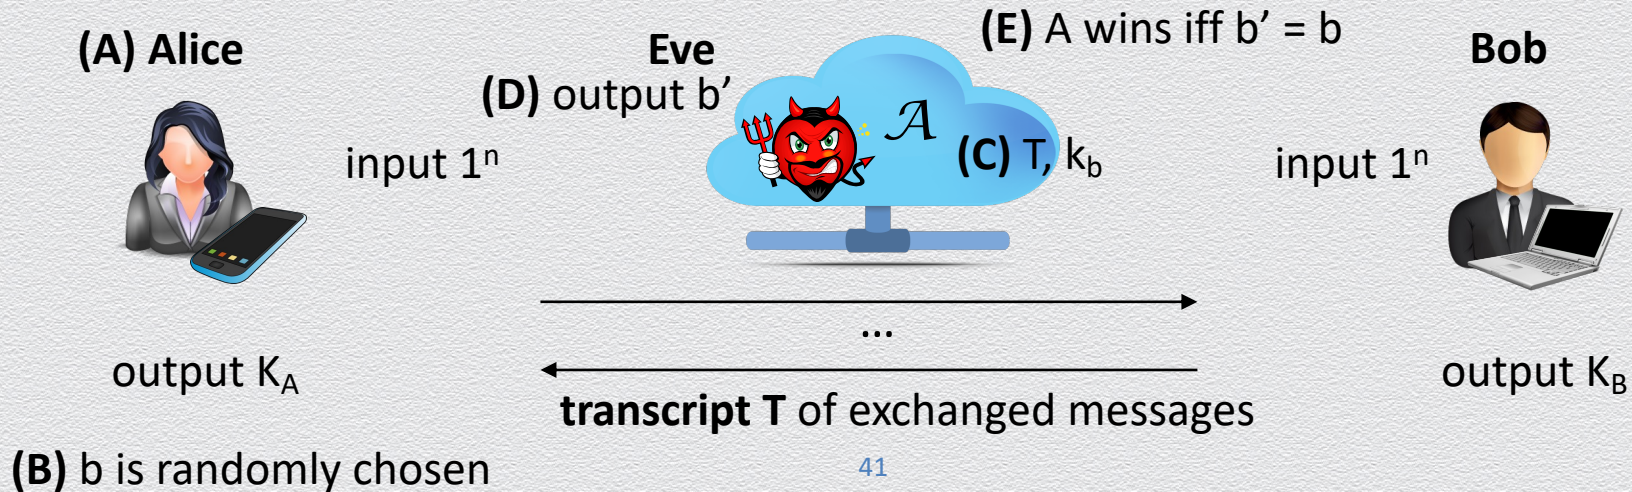 (E) A wins iff b’ = b
(A) Alice
Eve
Bob
(D) output b’
𝒜
(C) T, k_b
input 1ⁿ
input 1ⁿ
...
output K_A
output K_B
transcript T of exchanged messages
(B) b is randomly chosen
41